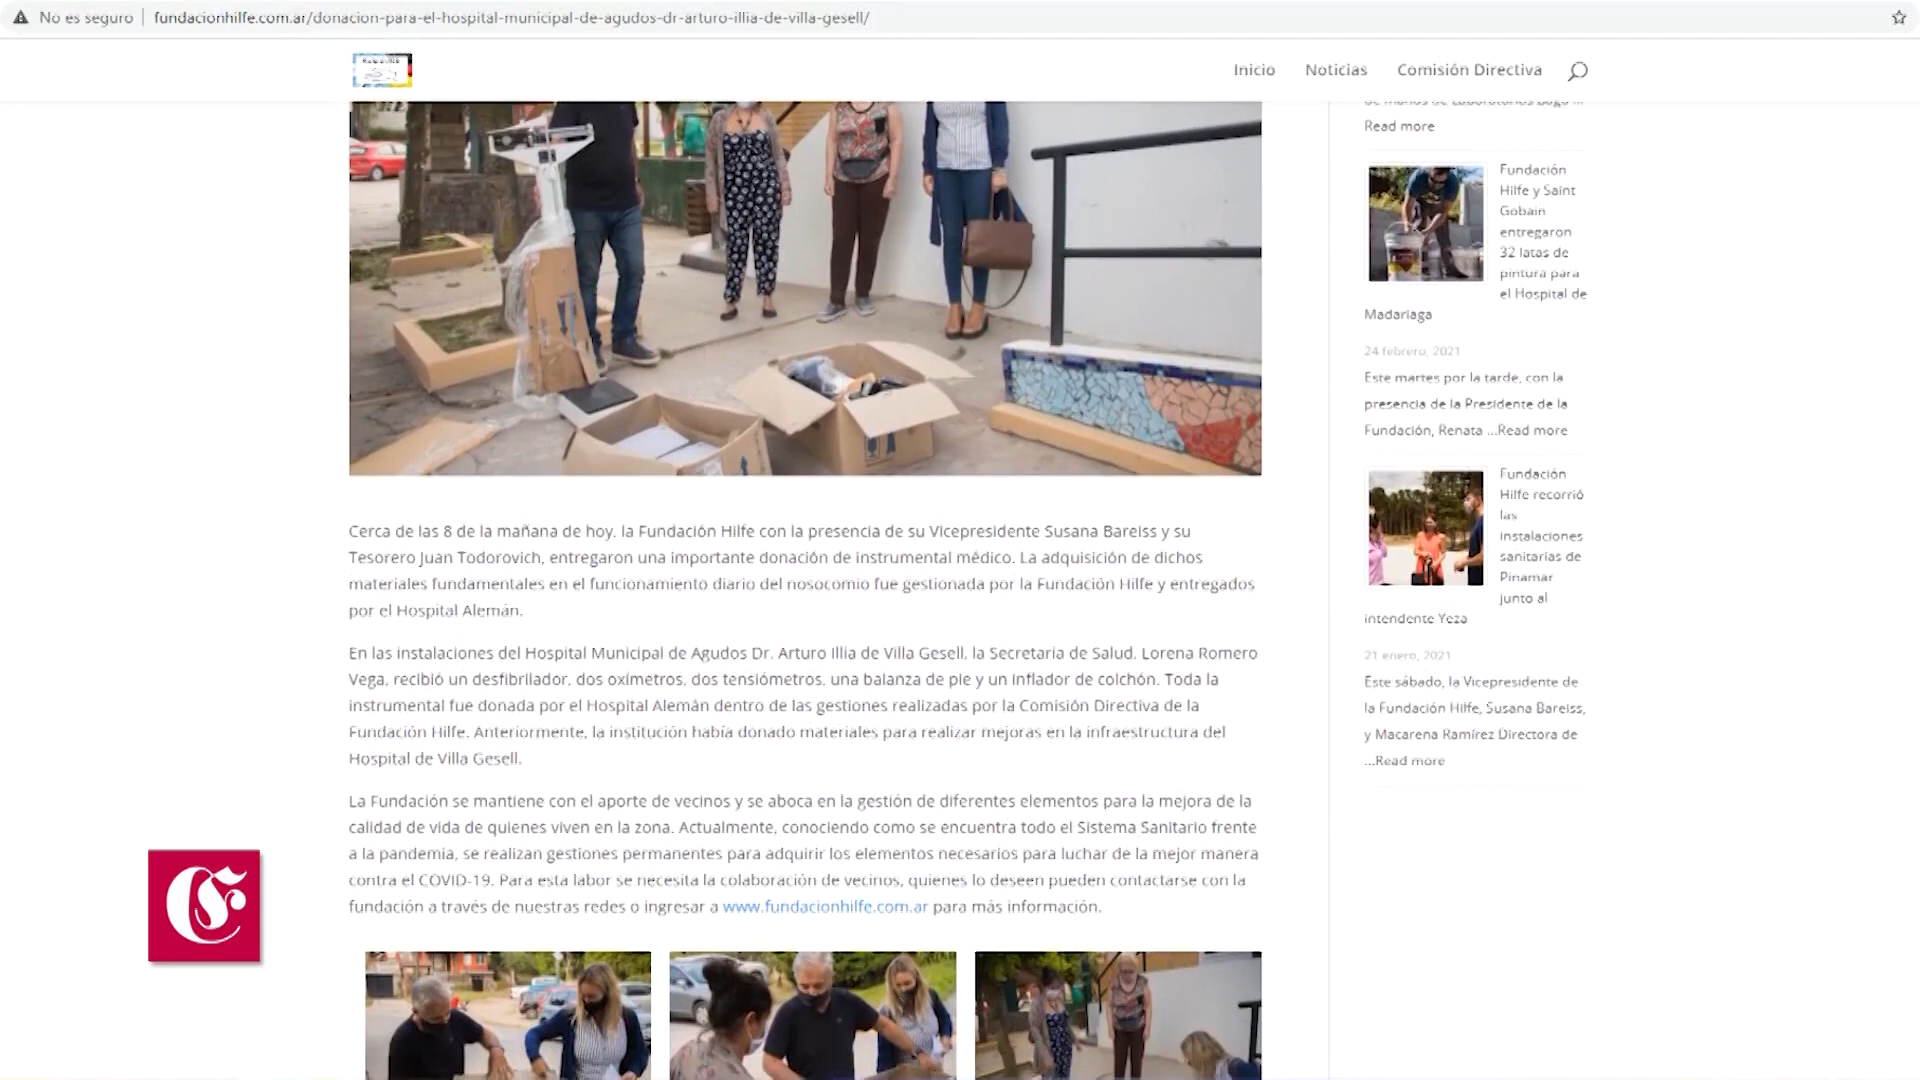 No es seguro
fundacionhilfe.com.ar/donacion-para-el-hospital-municipal-de-agudos-dr-arturo-illia-de-villa-gesell/
Inicio
Noticias
Comisión Directiva
Cerca de las 8 de la mañana de hoy, la Fundación Hilfe con la presencia de su Vicepresidente Susana Bareiss y su
Tesorero Juan Todorovich, entregaron una importante donación de instrumental médico. La adquisición de dichos
materiales fundamentales en el funcionamiento diario del nosocomio fue gestionada por la Fundación Hilfe y entregados
por el Hospital Alemán.
En las instalaciones del Hospital Municipal de Agudos Dr. Arturo Illia de Villa Gesell, la Secretaria de Salud, Lorena Romero
Vega, recibió un desfibrilador, dos oxímetros, dos tensiómetros, una balanza de pie y un inflador de colchón. Toda la
instrumental fue donada por el Hospital Alemán dentro de las gestiones realizadas por la Comisión Directiva de la
Fundación Hilfe. Anteriormente, la institución había donado materiales para realizar mejoras en la infraestructura del
Hospital de Villa Gesell.
La Fundación se mantiene con el aporte de vecinos y se aboca en la gestión de diferentes elementos para la mejora de la
calidad de vida de quienes viven en la zona. Actualmente, conociendo como se encuentra todo el Sistema Sanitario frente
a la pandemia, se realizan gestiones permanentes para adquirir los elementos necesarios para luchar de la mejor manera
contra el COVID-19. Para esta labor se necesita la colaboración de vecinos, quienes lo deseen pueden contactarse con la
fundación a través de nuestras redes o ingresar a www.fundacionhilfe.com.ar para más información.
Read more
Fundación
Hilfe y Saint
Gobain
entregaron
32 latas de
pintura para
el Hospital de
Madariaga
24 febrero, 2021
Este martes por la tarde, con la
presencia de la Presidente de la
Fundación, Renata ...Read more
Fundación
Hilfe recorrió
las
instalaciones
sanitarias de
Pinamar
junto al
intendente Yeza
21 enero, 2021
Este sábado, la Vicepresidente de
la Fundación Hilfe, Susana Bareiss,
y Macarena Ramírez Directora de
...Read more